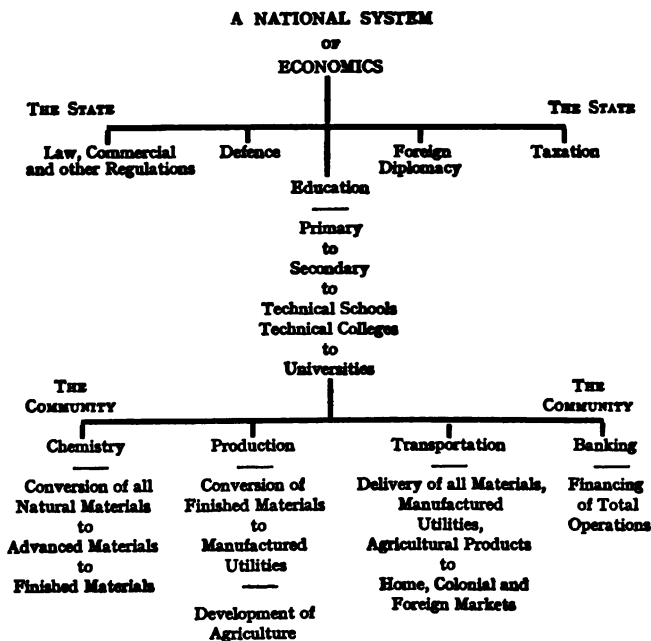 A NATIONAL SYSTEM
OF
ECONOMICS
THE STATE
THE STATE
Law, Commercial
and other Regulations
Defence
Foreign
Diplomacy
Taxation
Education
Primary
to
Secondary
to
Technical Schools
Technical Colleges
to
Universities
THE
COMMUNITY
THE
COMMUNITY
Chemistry
Conversion of all
Natural Materials
to
Advanced Materials
to
Finished Materials
Production
Conversion of
Finished Materials
to
Manufactured
Utilities
Development of
Agriculture
Transportation
Delivery of all Materials,
Manufactured
Utilities,
Agricultural Products
to
Home, Colonial and
Foreign Markets
Banking
Financing
of Total
Operations